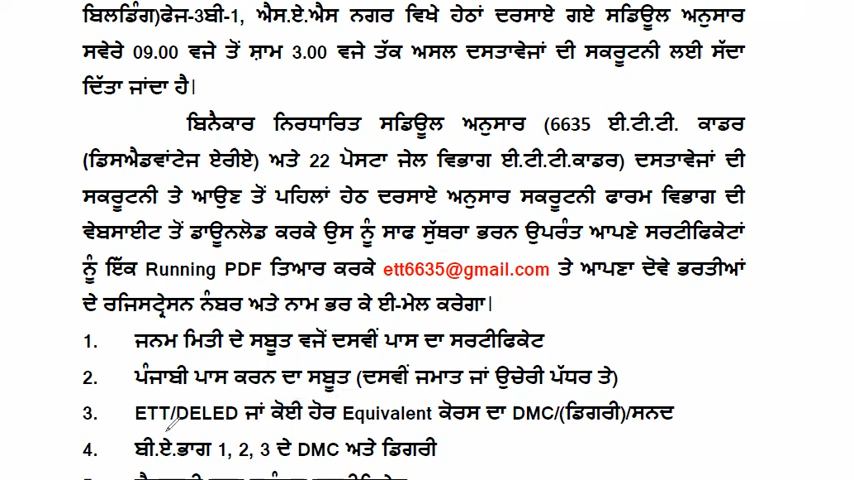 ਬਿਲਡਿੰਗ)ਫੇਜ-3ਬੀ-1, ਐਸ.ਏ.ਐਸ ਨਗਰ ਵਿਖੇ ਹੇਠਾਂ ਦਰਸਾਏ ਗਏ ਸਡਿਊਲ ਅਨੁਸਾਰ
ਸਵੇਰੇ 09.00 ਵਜੇ ਤੋਂ ਸ਼ਾਮ 3.00 ਵਜੇ ਤੱਕ ਅਸਲ ਦਸਤਾਵੇਜਾਂ ਦੀ ਸਕਰੂਟਨੀ ਲਈ ਸੱਦਾ
ਦਿੱਤਾ ਜਾਂਦਾ ਹੈ।
ਬਿਨੈਕਾਰ ਨਿਰਧਾਰਿਤ ਸਡਿਊਲ ਅਨੁਸਾਰ (6635 ਈ.ਟੀ.ਟੀ. ਕਾਡਰ
(ਡਿਸਐਡਵਾਂਟੇਜ ਏਰੀਏ) ਅਤੇ 22 ਪੋਸਟਾ ਜੇਲ ਵਿਭਾਗ ਈ.ਟੀ.ਟੀ.ਕਾਡਰ) ਦਸਤਾਵੇਜਾਂ ਦੀ
ਸਕਰੂਟਨੀ ਤੇ ਆਉਣ ਤੋਂ ਪਹਿਲਾਂ ਹੇਠ ਦਰਸਾਏ ਅਨੁਸਾਰ ਸਕਰੂਟਨੀ ਫਾਰਮ ਵਿਭਾਗ ਦੀ
ਵੇਬਸਾਈਟ ਤੋਂ ਡਾਊਨਲੋਡ ਕਰਕੇ ਉਸ ਨੂੰ ਸਾਫ ਸੁੱਥਰਾ ਭਰਨ ਉਪਰੰਤ ਆਪਣੇ ਸਰਟੀਫਿਕੇਟਾਂ
ਨੂੰ ਇੱਕ Running PDF ਤਿਆਰ ਕਰਕੇ ett6635@gmail.com ਤੇ ਆਪਣਾ ਦੋਵੇ ਭਰਤੀਆਂ
ਦੇ ਰਜਿਸਟ੍ਰੇਸਨ ਨੰਬਰ ਅਤੇ ਨਾਮ ਭਰ ਕੇ ਈ-ਮੇਲ ਕਰੇਗਾ।
1. ਜਨਮ ਮਿਤੀ ਦੇ ਸਬੂਤ ਵਜੋਂ ਦਸਵੀਂ ਪਾਸ ਦਾ ਸਰਟੀਫਿਕੇਟ
2. ਪੰਜਾਬੀ ਪਾਸ ਕਰਨ ਦਾ ਸਬੂਤ (ਦਸਵੀਂ ਜਮਾਤ ਜਾਂ ਉਚੇਰੀ ਪੱਧਰ ਤੇ)
3. ETT/DELED ਜਾਂ ਕੋਈ ਹੋਰ Equivalent ਕੋਰਸ ਦਾ DMC/(ਡਿਗਰੀ)/ਸਨਦ
4. ਬੀ.ਏ.ਭਾਗ 1, 2, 3 ਦੇ DMC ਅਤੇ ਡਿਗਰੀ